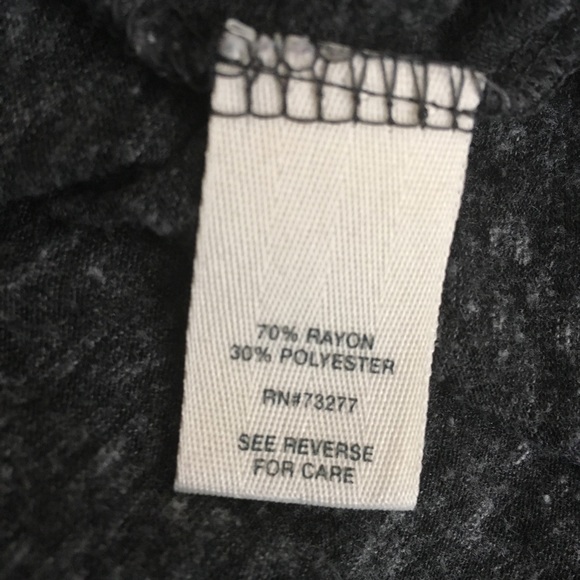 70% RAYON
30% POLYESTER
RN#73277
SEE REVERSE
FOR CARE